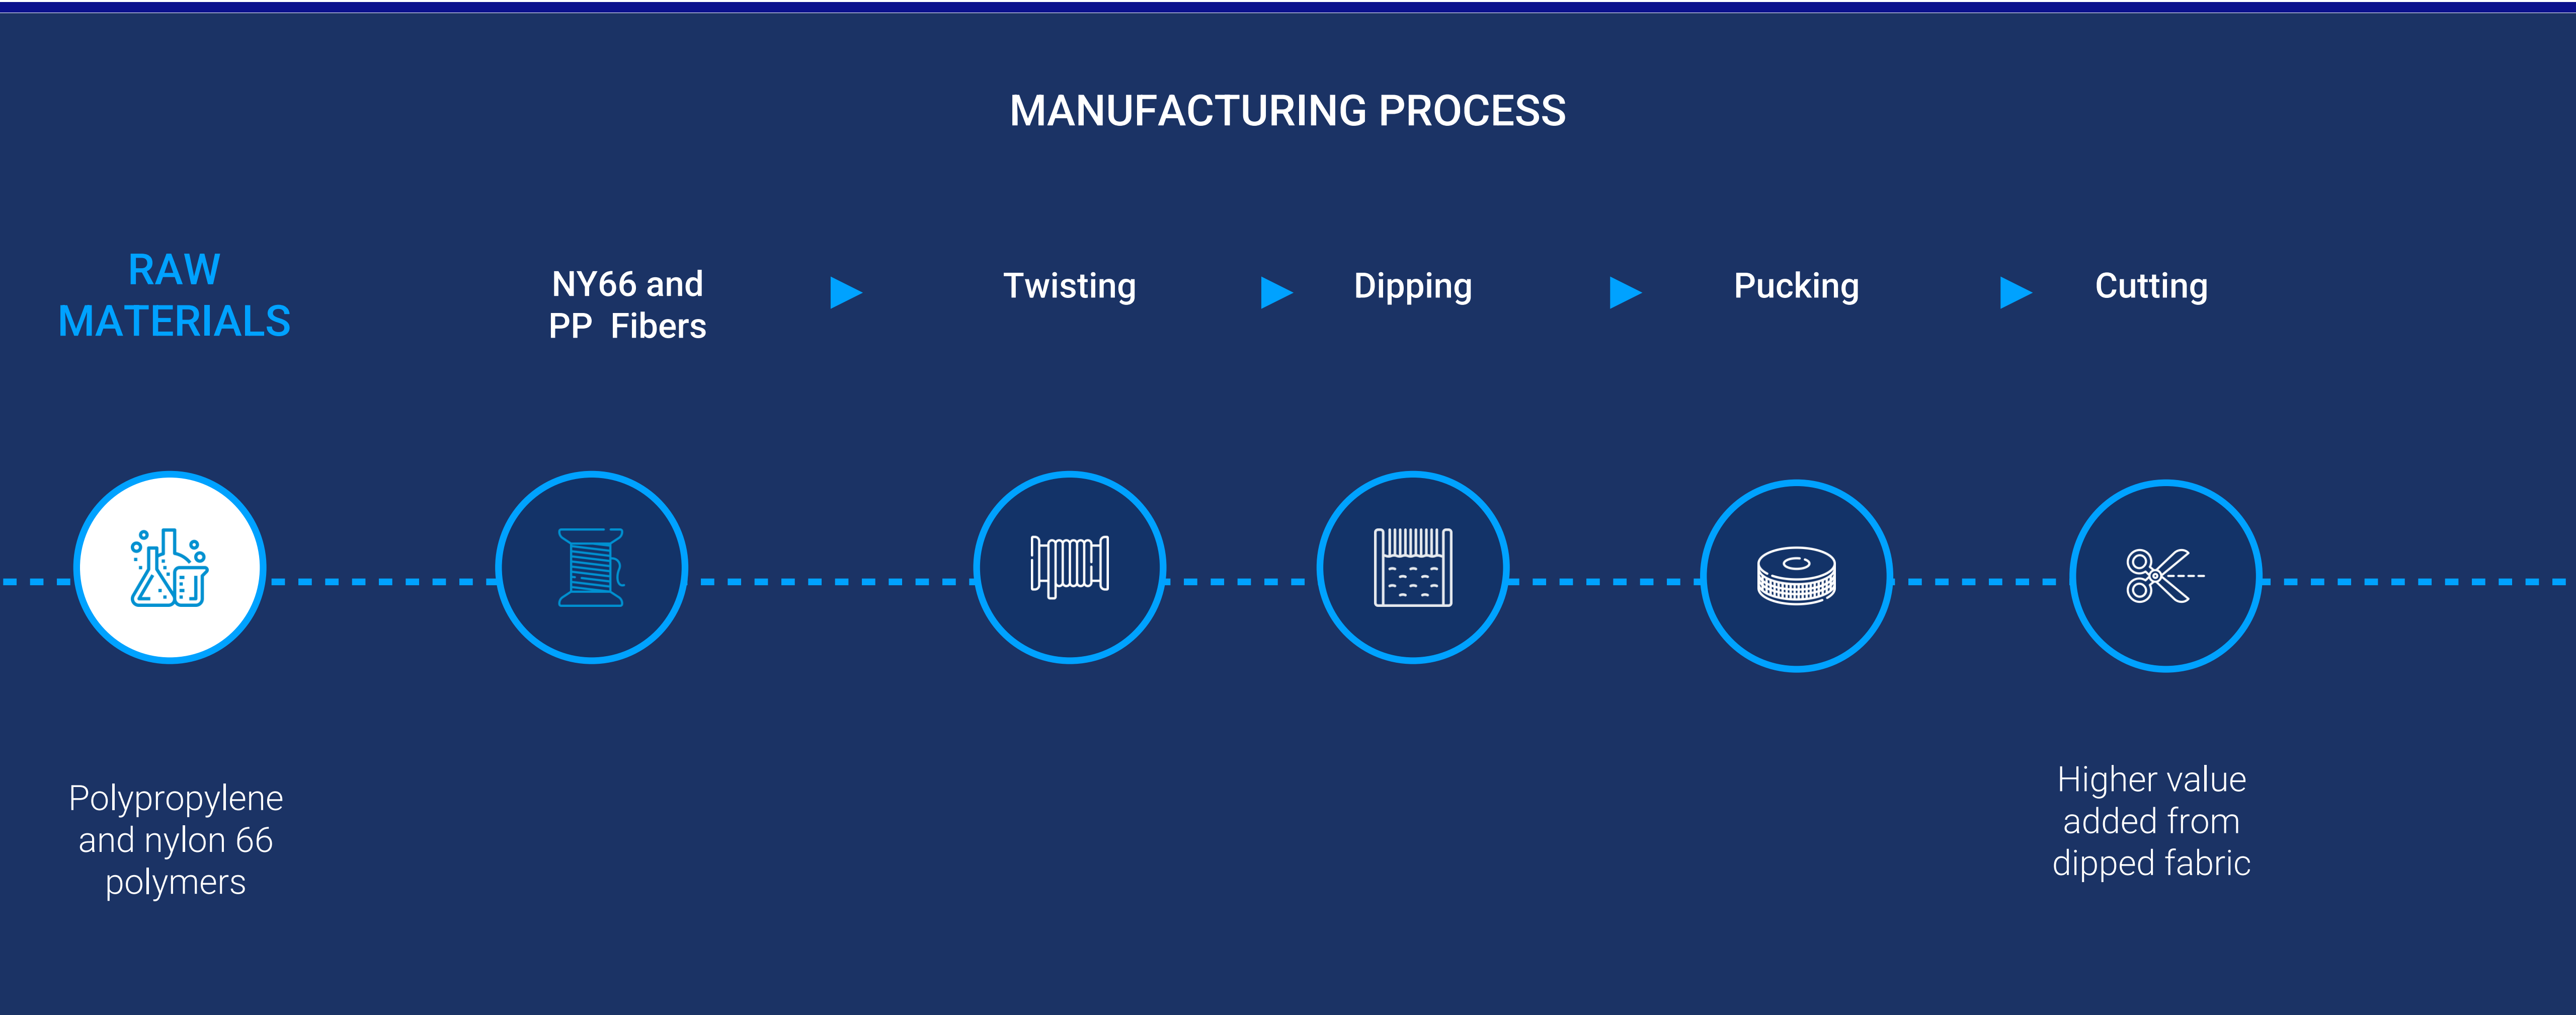 MANUFACTURING PROCESS
RAW
MATERIALS
NY66 and
PP Fibers
Twisting
Dipping
Pucking
Cutting
Polypropylene
and nylon 66
polymers
Higher value
added from
dipped fabric